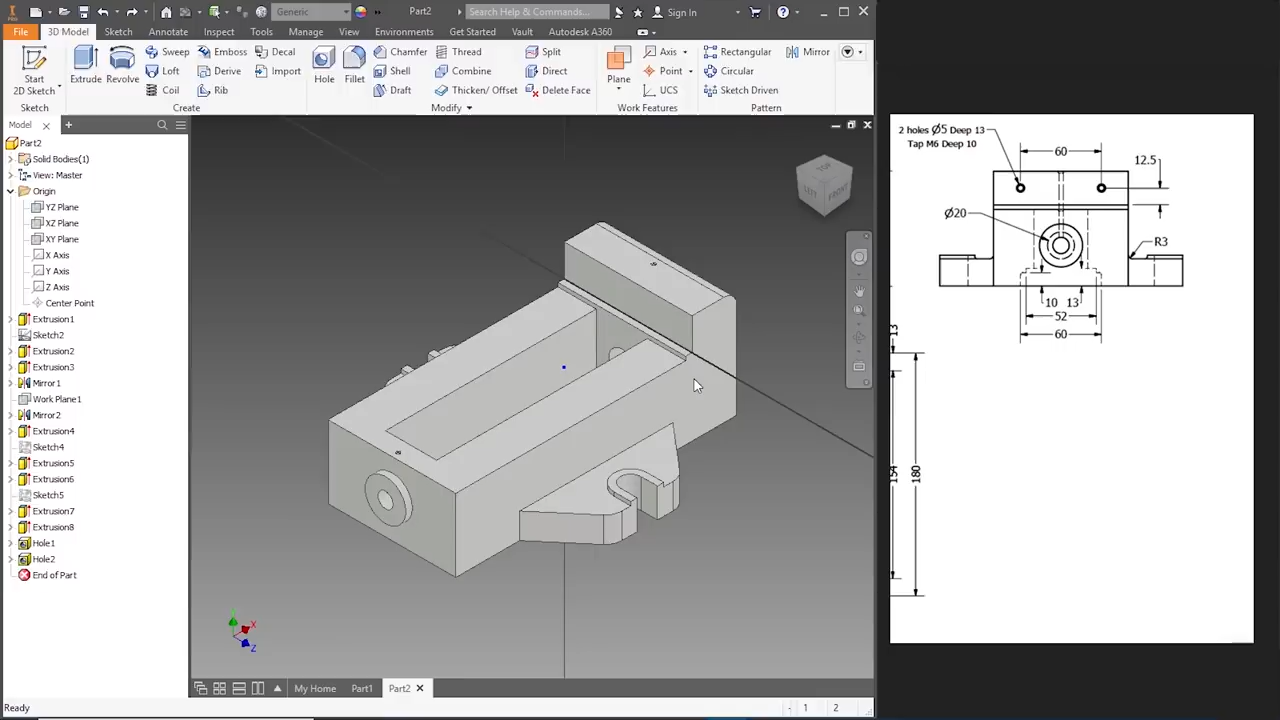 Generic
Part2
Search Help & Commands...
Sign In
File
3D Model
Sketch
Annotate
Inspect
Tools
Manage
View
Environments
Get Started
Vault
Autodesk A360
Start
2D Sketch
Sketch
Extrude
Revolve
Sweep
Loft
Coil
Emboss
Derive
Rib
Decal
Import
Create
Hole
Fillet
Chamfer
Shell
Draft
Thread
Combine
Thicken/ Offset
Split
Direct
Delete Face
Modify
Plane
Axis
Point
UCS
Work Features
Rectangular
Circular
Sketch Driven
Mirror
Pattern
Model
Part2
Solid Bodies(1)
View: Master
Origin
YZ Plane
XZ Plane
XY Plane
X Axis
Y Axis
Z Axis
Center Point
Extrusion1
Sketch2
Extrusion2
Extrusion3
Mirror1
Work Plane1
Mirror2
Extrusion4
Sketch4
Extrusion5
Extrusion6
Sketch5
Extrusion7
Extrusion8
Hole1
Hole2
End of Part
TOP
LEFT
FRONT
X
Z
My Home
Part1
Part2
Ready
1
2
2 holes Ø5 Deep 13
Tap M6 Deep 10
60
12.5
Ø20
R3
10
13
52
60
13
154
180